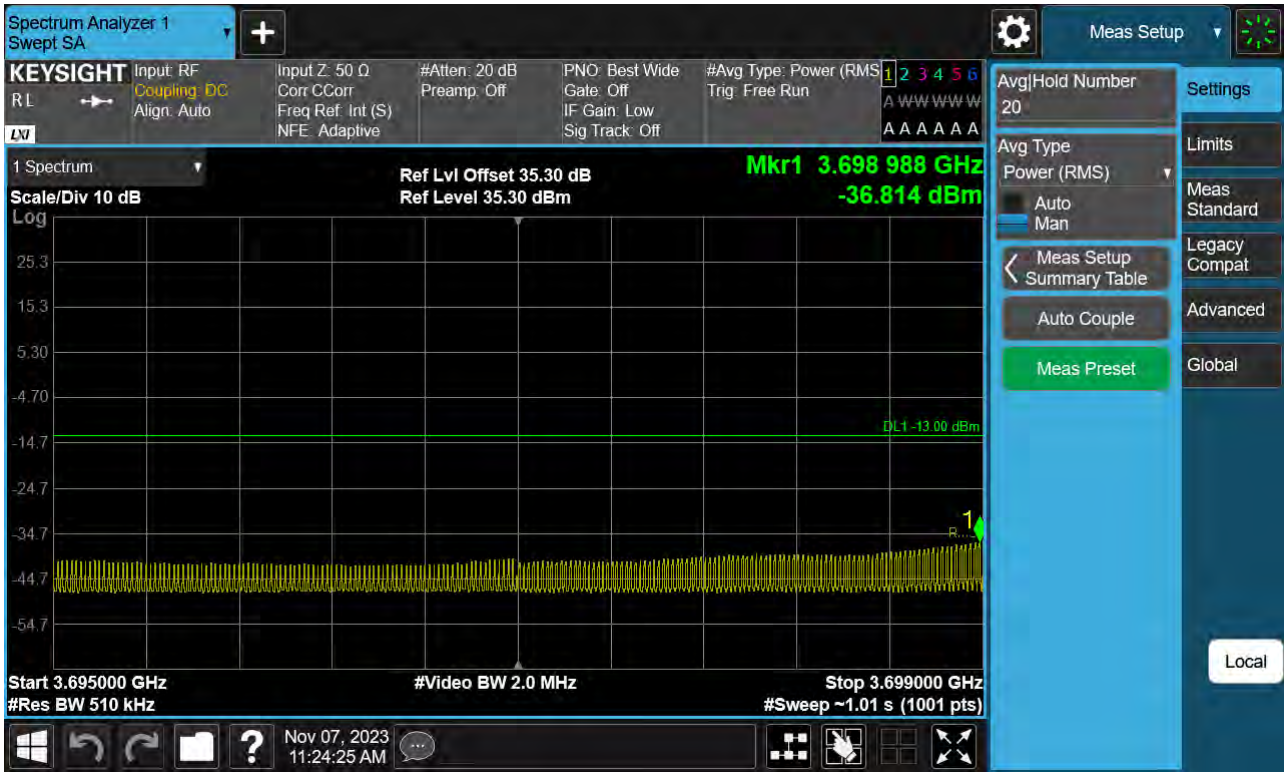 Spectrum Analyzer 1
Swept SA
+
Meas Setup
KEYSIGHT
RL
LXI
Input: RF
Coupling: DC
Align: Auto
Input Z: 50 Ω
Corr CCorr
Freq Ref: Int (S)
NFE: Adaptive
#Atten: 20 dB
Preamp: Off
PNO: Best Wide
Gate: Off
IF Gain: Low
Sig Track: Off
#Avg Type: Power (RMS
Trig: Free Run
1 2 3 4 5 6
A W W W W W
A A A A A A
1 Spectrum
Scale/Div 10 dB
Log
Ref Lvl Offset 35.30 dB
Ref Level 35.30 dBm
Mkr1 3.698 988 GHz
-36.814 dBm
25.3
15.3
5.30
-4.70
-14.7
-24.7
-34.7
-44.7
-54.7
DL1 -13.00 dBm
1
R
Start 3.695000 GHz
#Res BW 510 kHz
#Video BW 2.0 MHz
Stop 3.699000 GHz
#Sweep ~1.01 s (1001 pts)
Avg|Hold Number
20
Avg Type
Power (RMS)
Auto
Man
Meas Setup
Summary Table
Auto Couple
Meas Preset
Settings
Limits
Meas
Standard
Legacy
Compat
Advanced
Global
Local
?
Nov 07, 2023
11:24:25 AM